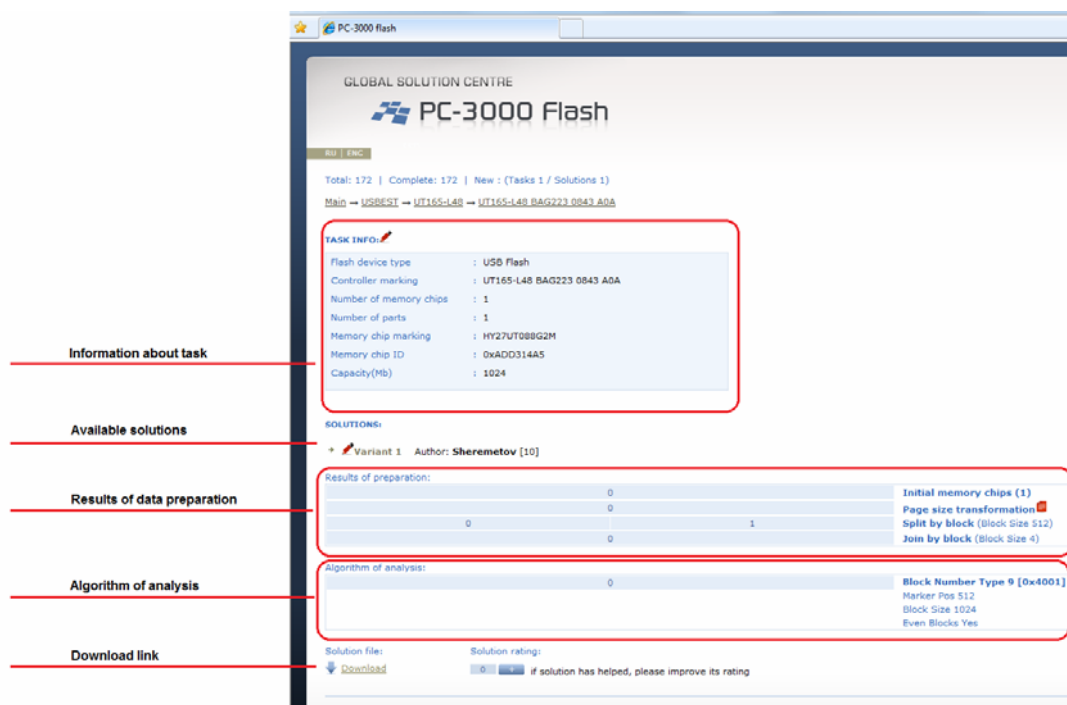 PC-3000 flash
GLOBAL SOLUTION CENTRE
PC-3000 Flash
RU | ENG
Total: 172 | Complete: 172 | New : (Tasks 1 / Solutions 1)
Main → USBEST → UT165-L48 → UT165-L48 BAG223 0843 A0A
TASK INFO:
Flash device type : USB Flash
Controller marking : UT165-L48 BAG223 0843 A0A
Number of memory chips : 1
Number of parts : 1
Memory chip marking : HY27UT088G2M
Information about task
Memory chip ID : 0xADD314A5
Capacity(Mb) : 1024
SOLUTIONS:
Available solutions
Variant 1 Author: Sheremetov [10]
Results of preparation:
Results of data preparation
0 Initial memory chips (1)
0 Page size transformation
0 1 Split by block (Block Size 512)
0 Join by block (Block Size 4)
Algorithm of analysis:
Algorithm of analysis
0 Block Number Type 9 [0x4001]
Marker Pos 512
Block Size 1024
Even Blocks Yes
Download link
Solution file: Solution rating:
Download 0 + if solution has helped, please improve its rating